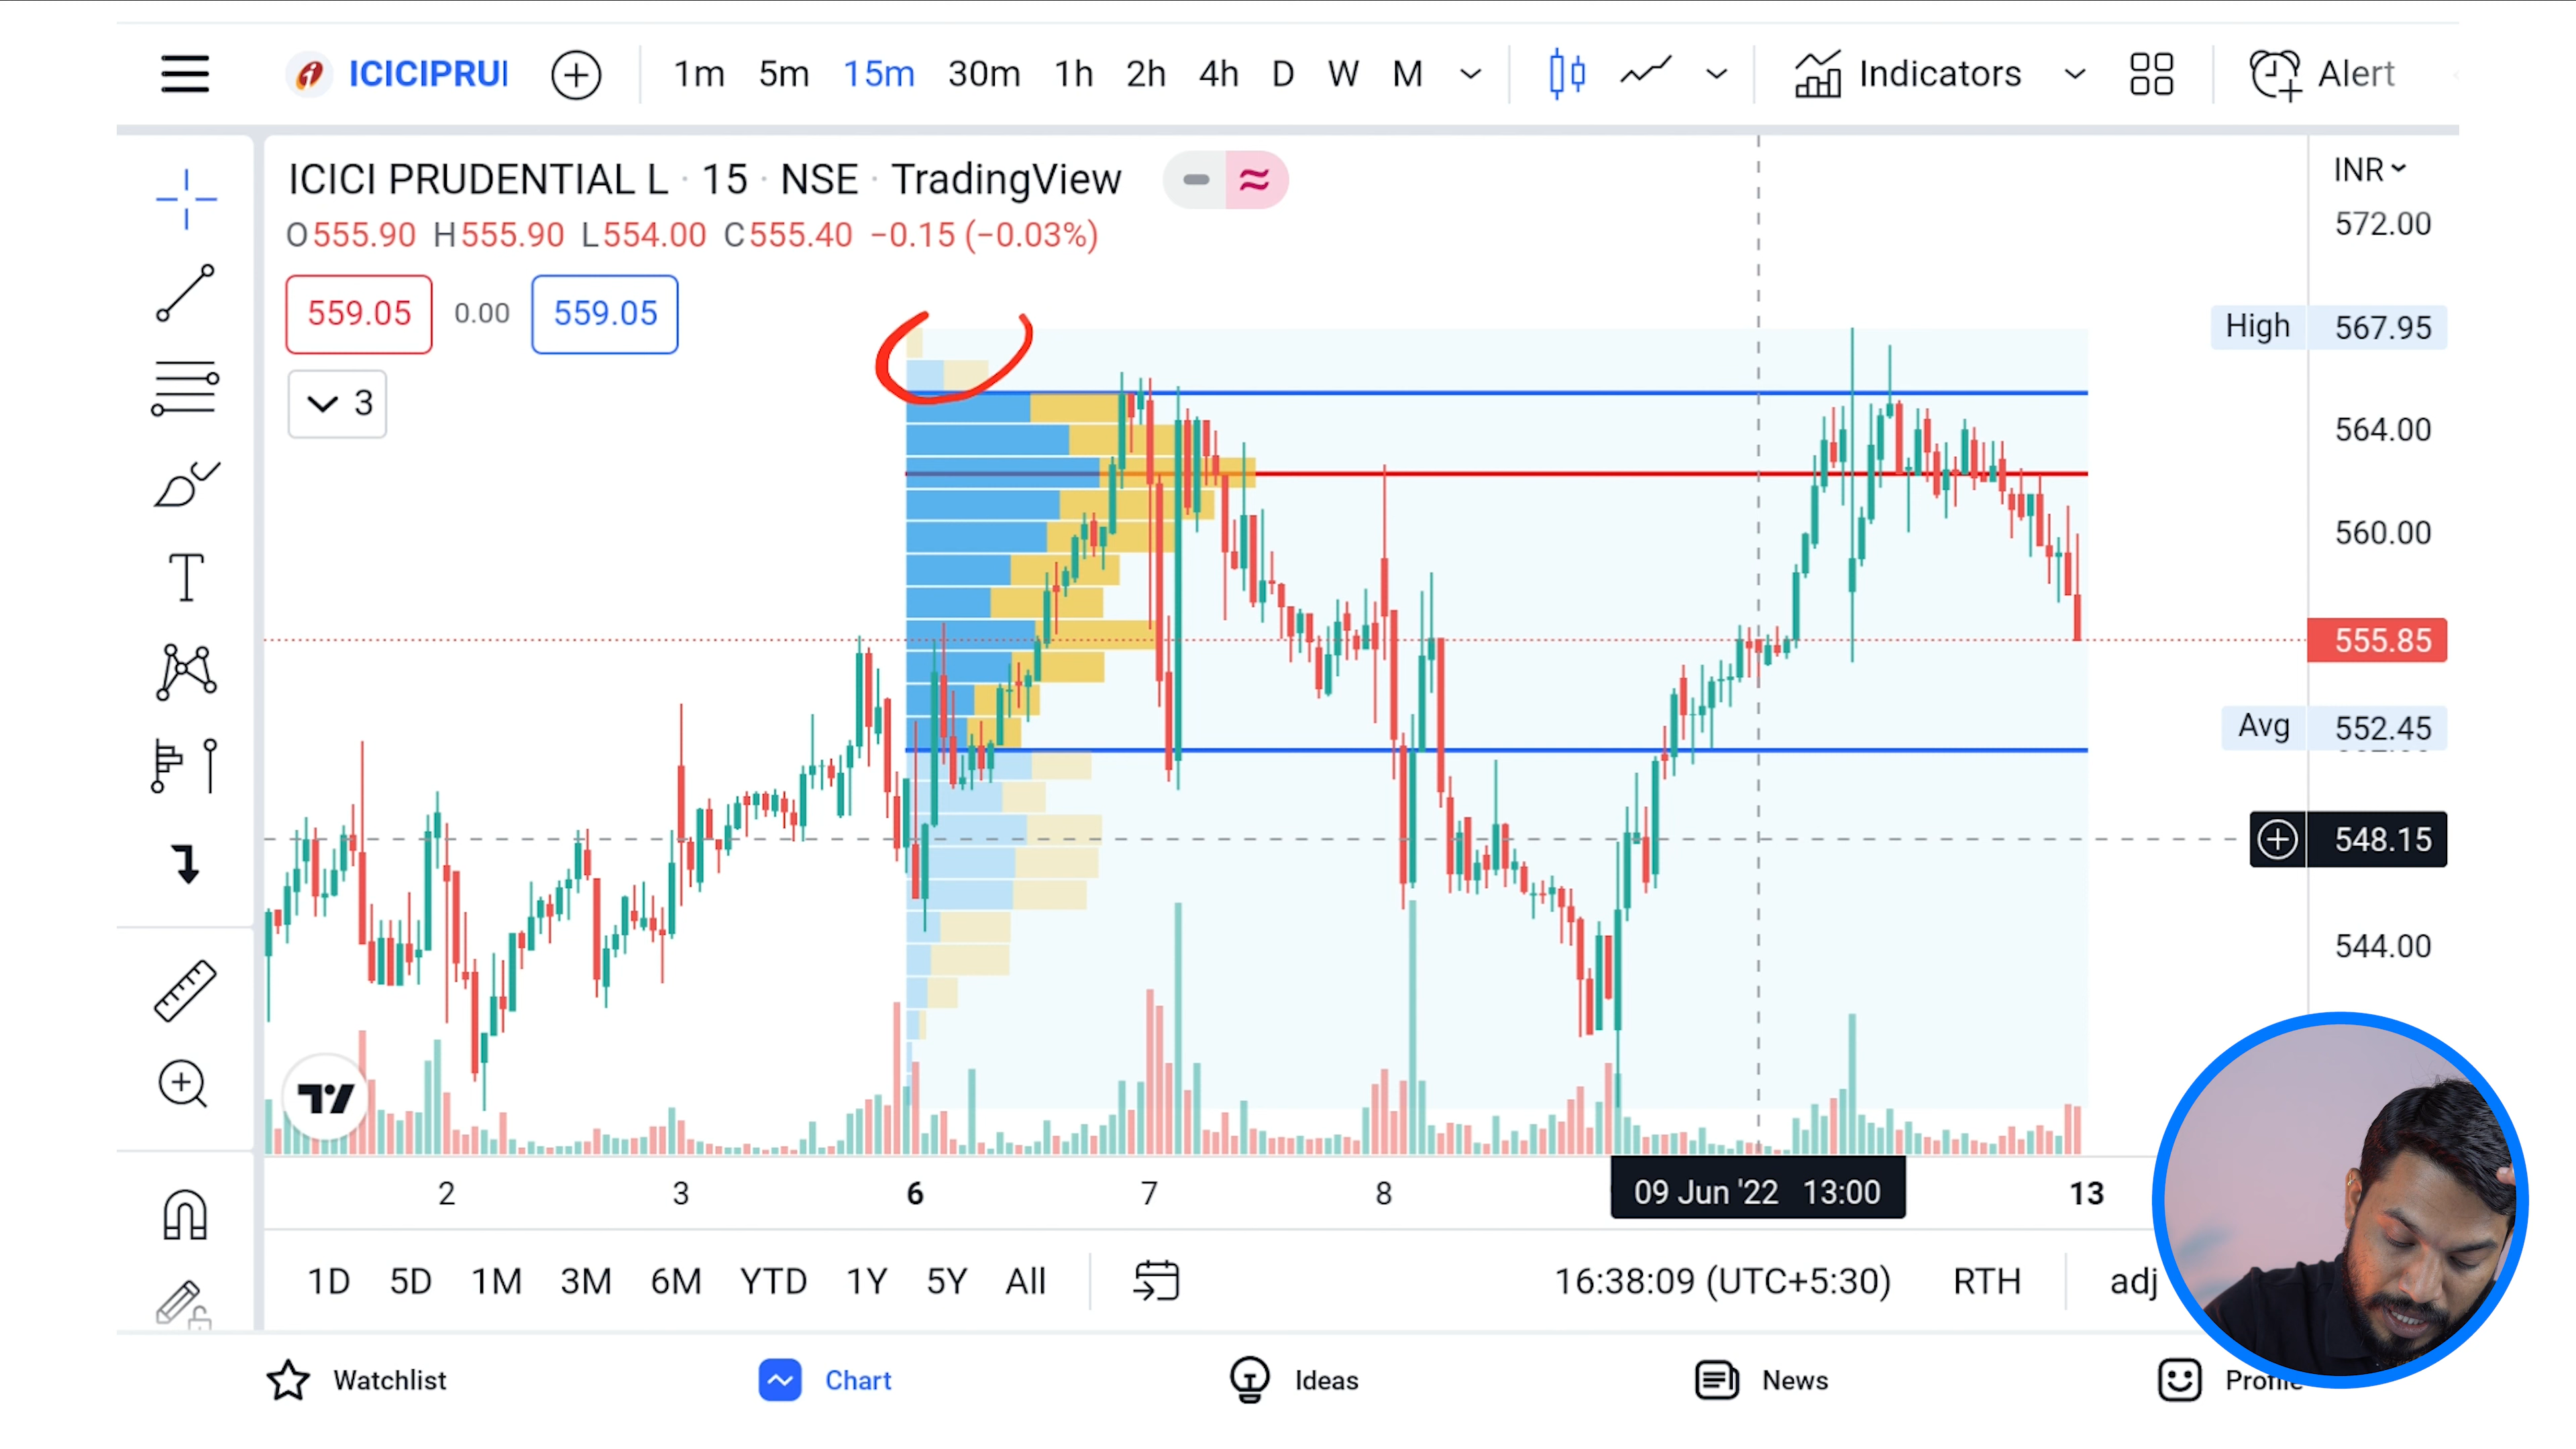 ICICIPRUI
1m 5m 15m 30m 1h 2h 4h D W M
Indicators
Alert
ICICI PRUDENTIAL L · 15 · NSE · TradingView
O555.90 H555.90 L554.00 C555.40 −0.15 (−0.03%)
559.05 0.00 559.05
3
INR
572.00
High 567.95
564.00
560.00
555.85
Avg 552.45
548.15
544.00
2 3 6 7 8 09 Jun '22 13:00 13
1D 5D 1M 3M 6M YTD 1Y 5Y All
16:38:09 (UTC+5:30) RTH adj
Watchlist Chart Ideas News Profile